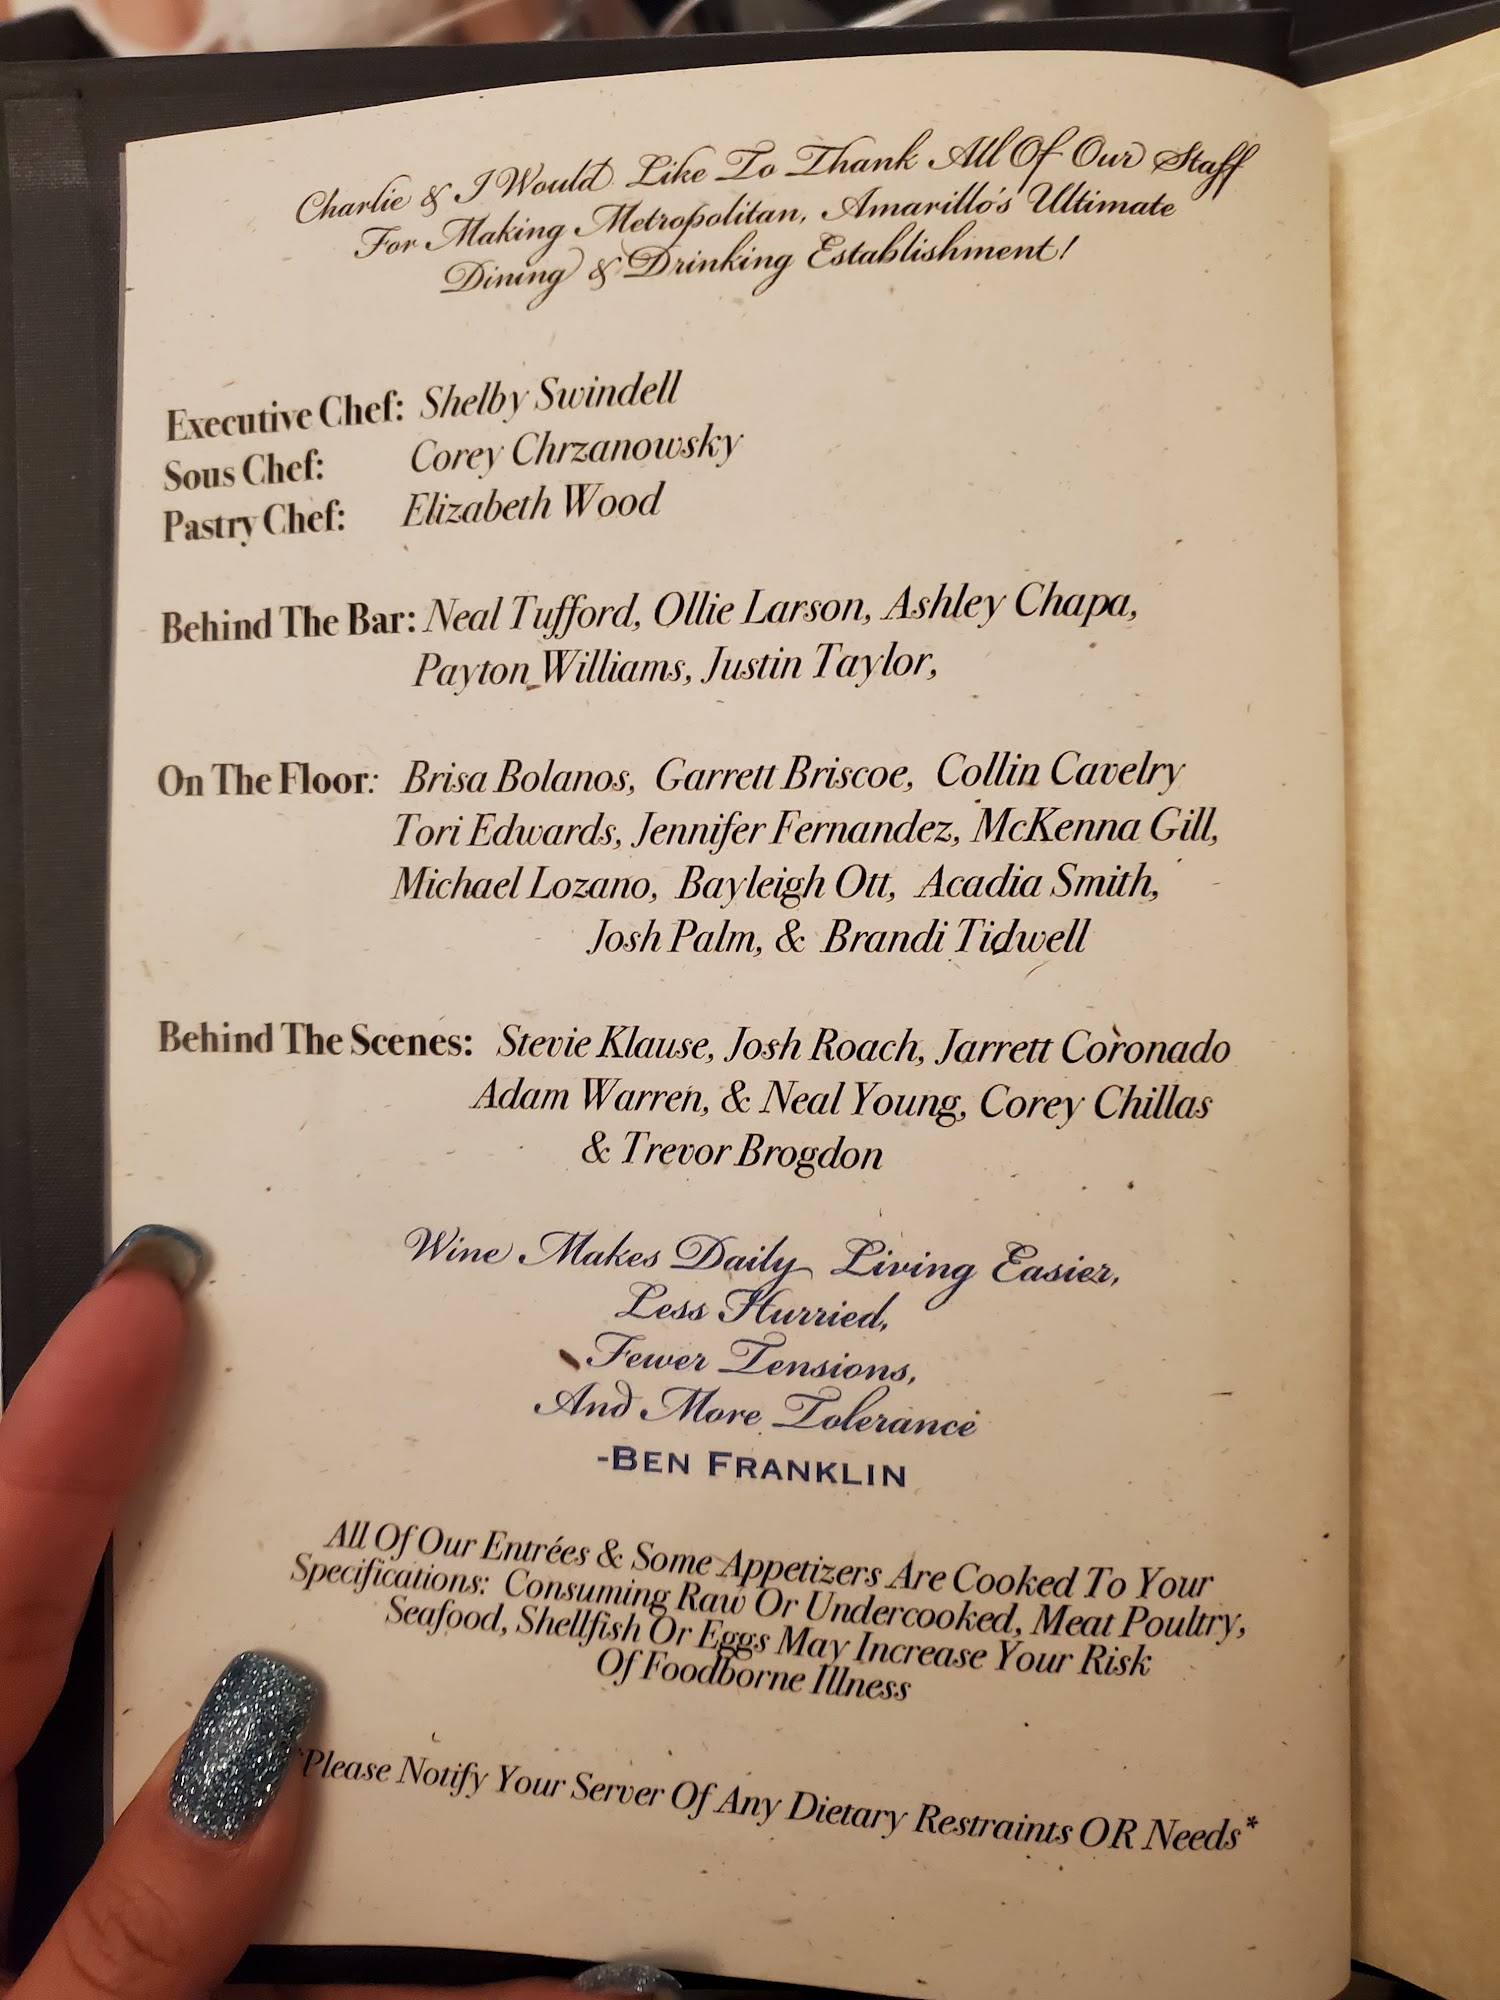 Charlie & I Would Like To Thank All Of Our Staff
For Making Metropolitan, Amarillo's Ultimate
Dining & Drinking Establishment!
Executive Chef: Shelby Swindell
Sous Chef: Corey Chrzanowsky
Pastry Chef: Elizabeth Wood
Behind The Bar: Neal Tufford, Ollie Larson, Ashley Chapa,
Payton Williams, Justin Taylor,
On The Floor: Brisa Bolanos, Garrett Briscoe, Collin Cavelry
Tori Edwards, Jennifer Fernandez, McKenna Gill,
Michael Lozano, Bayleigh Ott, Acadia Smith,
Josh Palm, & Brandi Tidwell
Behind The Scenes: Stevie Klause, Josh Roach, Jarrett Coronado
Adam Warren, & Neal Young, Corey Chillas
& Trevor Brogdon
Wine Makes Daily Living Easier,
Less Hurried,
Fewer Tensions,
And More Tolerance
-BEN FRANKLIN
All Of Our Entrées & Some Appetizers Are Cooked To Your
Specifications: Consuming Raw Or Undercooked, Meat Poultry,
Seafood, Shellfish Or Eggs May Increase Your Risk
Of Foodborne Illness
Please Notify Your Server Of Any Dietary Restraints OR Needs*